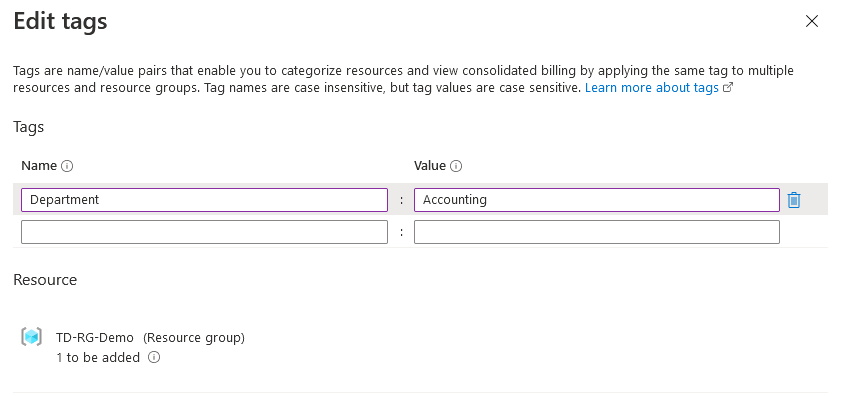 Edit tags
Tags are name/value pairs that enable you to categorize resources and view consolidated billing by applying the same tag to multiple
resources and resource groups. Tag names are case insensitive, but tag values are case sensitive. Learn more about tags
Tags
Name Value
Department : Accounting
:
Resource
TD-RG-Demo (Resource group)
1 to be added